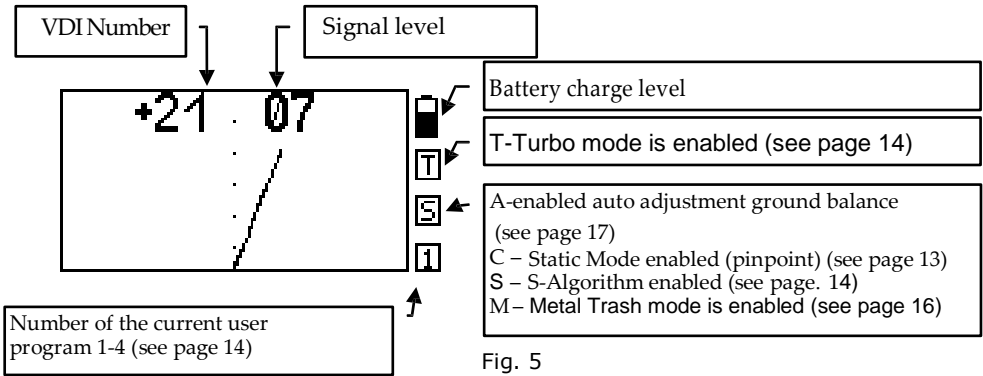 VDI Number
Signal level
+21 07
Battery charge level
T
T-Turbo mode is enabled (see page 14)
S
A-enabled auto adjustment ground balance
(see page 17)
C – Static Mode enabled (pinpoint) (see page 13)
S – S-Algorithm enabled (see page. 14)
M – Metal Trash mode is enabled (see page 16)
1
Number of the current user
program 1-4 (see page 14)
Fig. 5